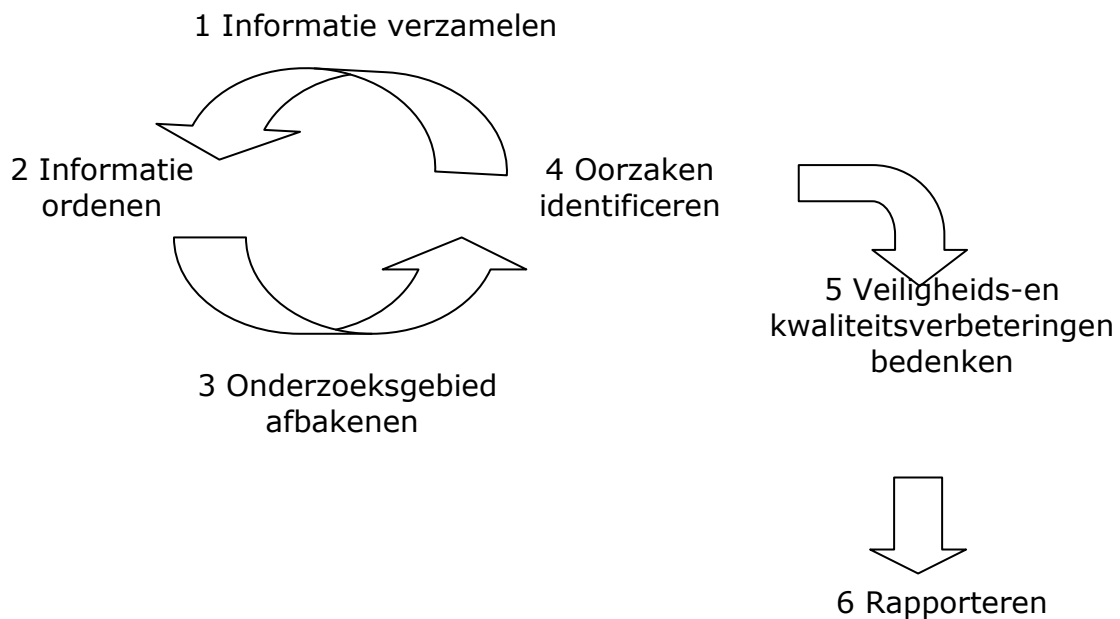 1 Informatie verzamelen
2 Informatie
ordenen
3 Onderzoeksgebied
afbakenen
4 Oorzaken
identificeren
5 Veiligheids-en
kwaliteitsverbeteringen
bedenken
6 Rapporteren